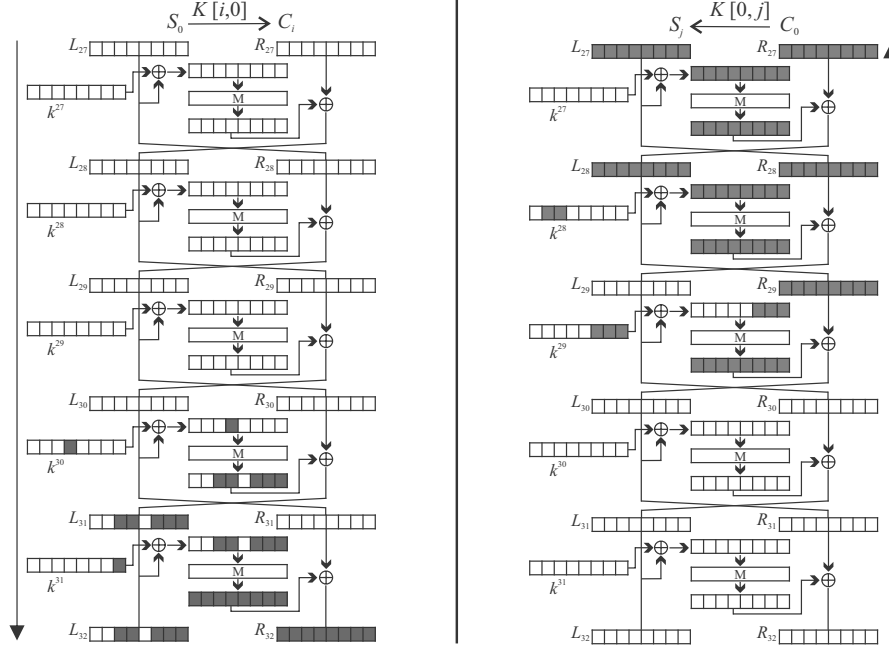 S₀ K [i,0] Cᵢ
L₂₇ R₂₇
k²⁷
M
L₂₈ R₂₈
k²⁸
M
L₂₉ R₂₉
k²⁹
M
L₃₀ R₃₀
k³⁰
M
L₃₁ R₃₁
k³¹
M
L₃₂ R₃₂
Sⱼ K [0, j] C₀
L₂₇ R₂₇
k²⁷
M
L₂₈ R₂₈
k²⁸
M
L₂₉ R₂₉
k²⁹
M
L₃₀ R₃₀
k³⁰
M
L₃₁ R₃₁
k³¹
M
L₃₂ R₃₂